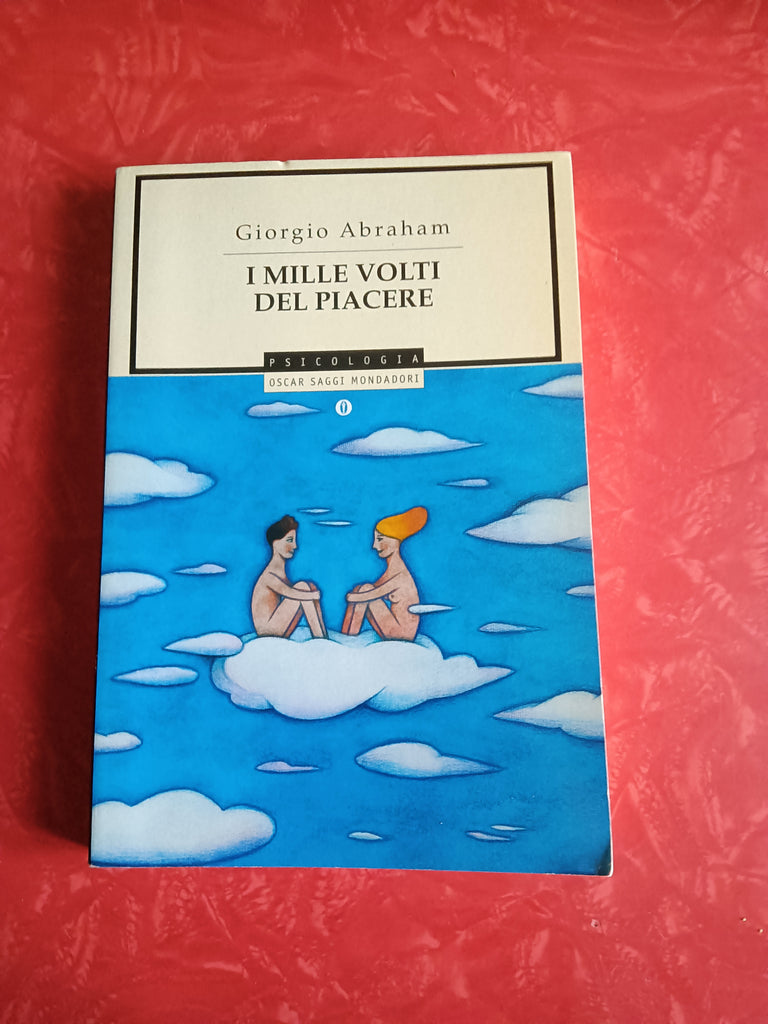 Giorgio Abraham
I MILLE VOLTI
DEL PIACERE
PSICOLOGIA
OSCAR SAGGI MONDADORI